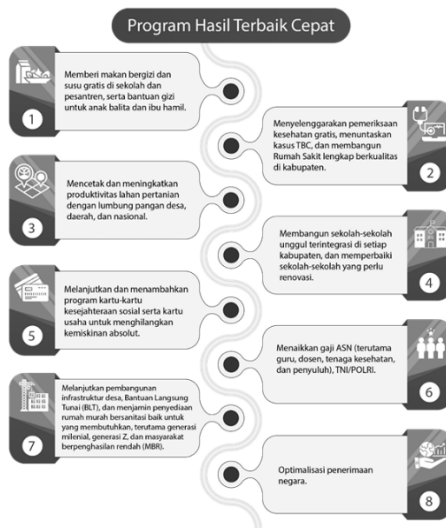 Program Hasil Terbaik Cepat
Memberi makan bergizi dan
susu gratis di sekolah dan
pesantren, serta bantuan gizi
untuk anak balita dan ibu hamil.
1
Menyelenggarakan pemeriksaan
kesehatan gratis, menuntaskan
kasus TBC, dan membangun
Rumah Sakit lengkap berkualitas
di kabupaten.
2
Mencetak dan meningkatkan
produktivitas lahan pertanian
dengan lumbung pangan desa,
daerah, dan nasional.
3
Membangun sekolah-sekolah
unggul terintegrasi di setiap
kabupaten, dan memperbaiki
sekolah-sekolah yang perlu
renovasi.
4
Melanjutkan dan menambahkan
program kartu-kartu
kesejahteraan sosial serta kartu
usaha untuk menghilangkan
kemiskinan absolut.
5
Menaikkan gaji ASN (terutama
guru, dosen, tenaga kesehatan,
dan penyuluh), TNI/POLRI.
6
Melanjutkan pembangunan
infrastruktur desa, Bantuan Langsung
Tunai (BLT), dan menjamin penyediaan
rumah murah bersanitasi baik untuk
yang membutuhkan, terutama generasi
milenial, generasi Z, dan masyarakat
berpenghasilan rendah (MBR).
7
Optimalisasi penerimaan
negara.
8